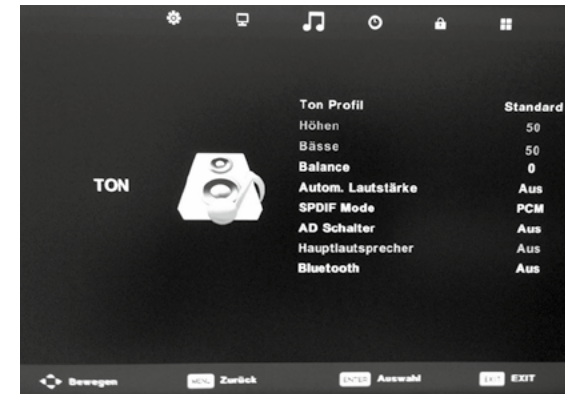 TON
Ton Profil Standard
Höhen 50
Bässe 50
Balance 0
Autom. Lautstärke Aus
SPDIF Mode PCM
AD Schalter Aus
Hauptlautsprecher Aus
Bluetooth Aus
Bewegen MENU Zurück ENTER Auswahl EXIT EXIT